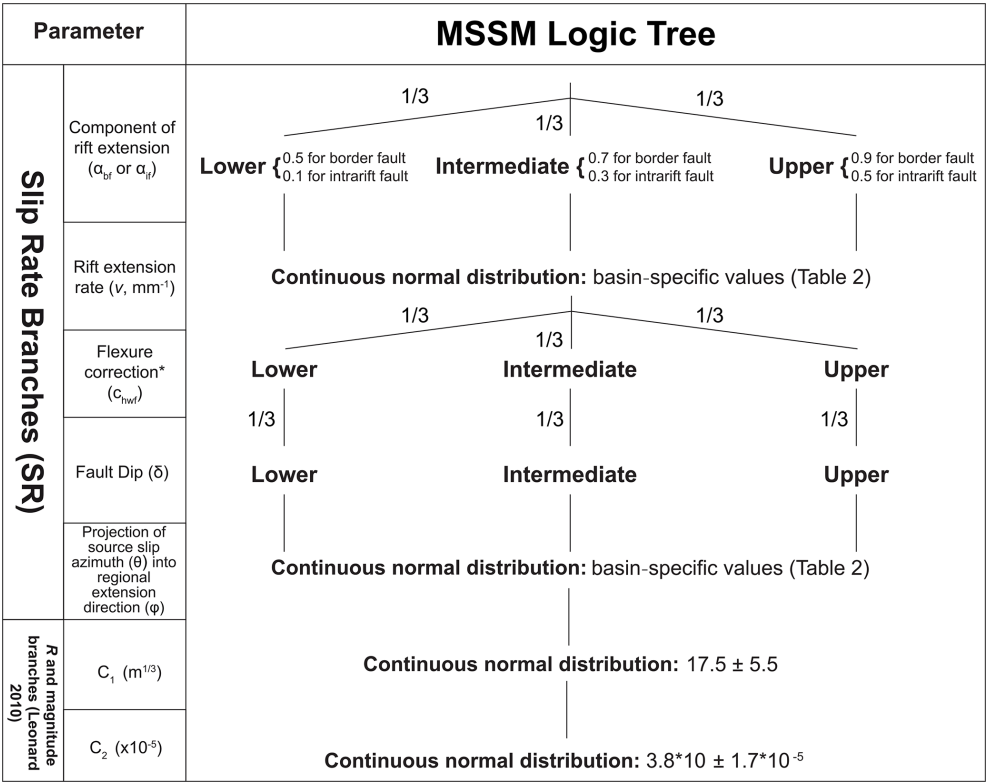 Parameter
MSSM Logic Tree
Slip Rate Branches (SR)
Component of
rift extension
(α_bf or α_if)
1/3
1/3
1/3
Lower { 0.5 for border fault
0.1 for intrarift fault
Intermediate { 0.7 for border fault
0.3 for intrarift fault
Upper { 0.9 for border fault
0.5 for intrarift fault
Rift extension
rate (v, mm⁻¹)
Continuous normal distribution: basin-specific values (Table 2)
1/3
1/3
1/3
Flexure
correction*
(c_hwf)
Lower
Intermediate
Upper
1/3
1/3
1/3
Fault Dip (δ)
Lower
Intermediate
Upper
Projection of
source slip
azimuth (θ) into
regional
extension
direction (φ)
Continuous normal distribution: basin-specific values (Table 2)
R and magnitude
branches (Leonard
2010)
C₁ (m^1/3)
Continuous normal distribution: 17.5 ± 5.5
C₂ (x10⁻⁵)
Continuous normal distribution: 3.8*10 ± 1.7*10⁻⁵